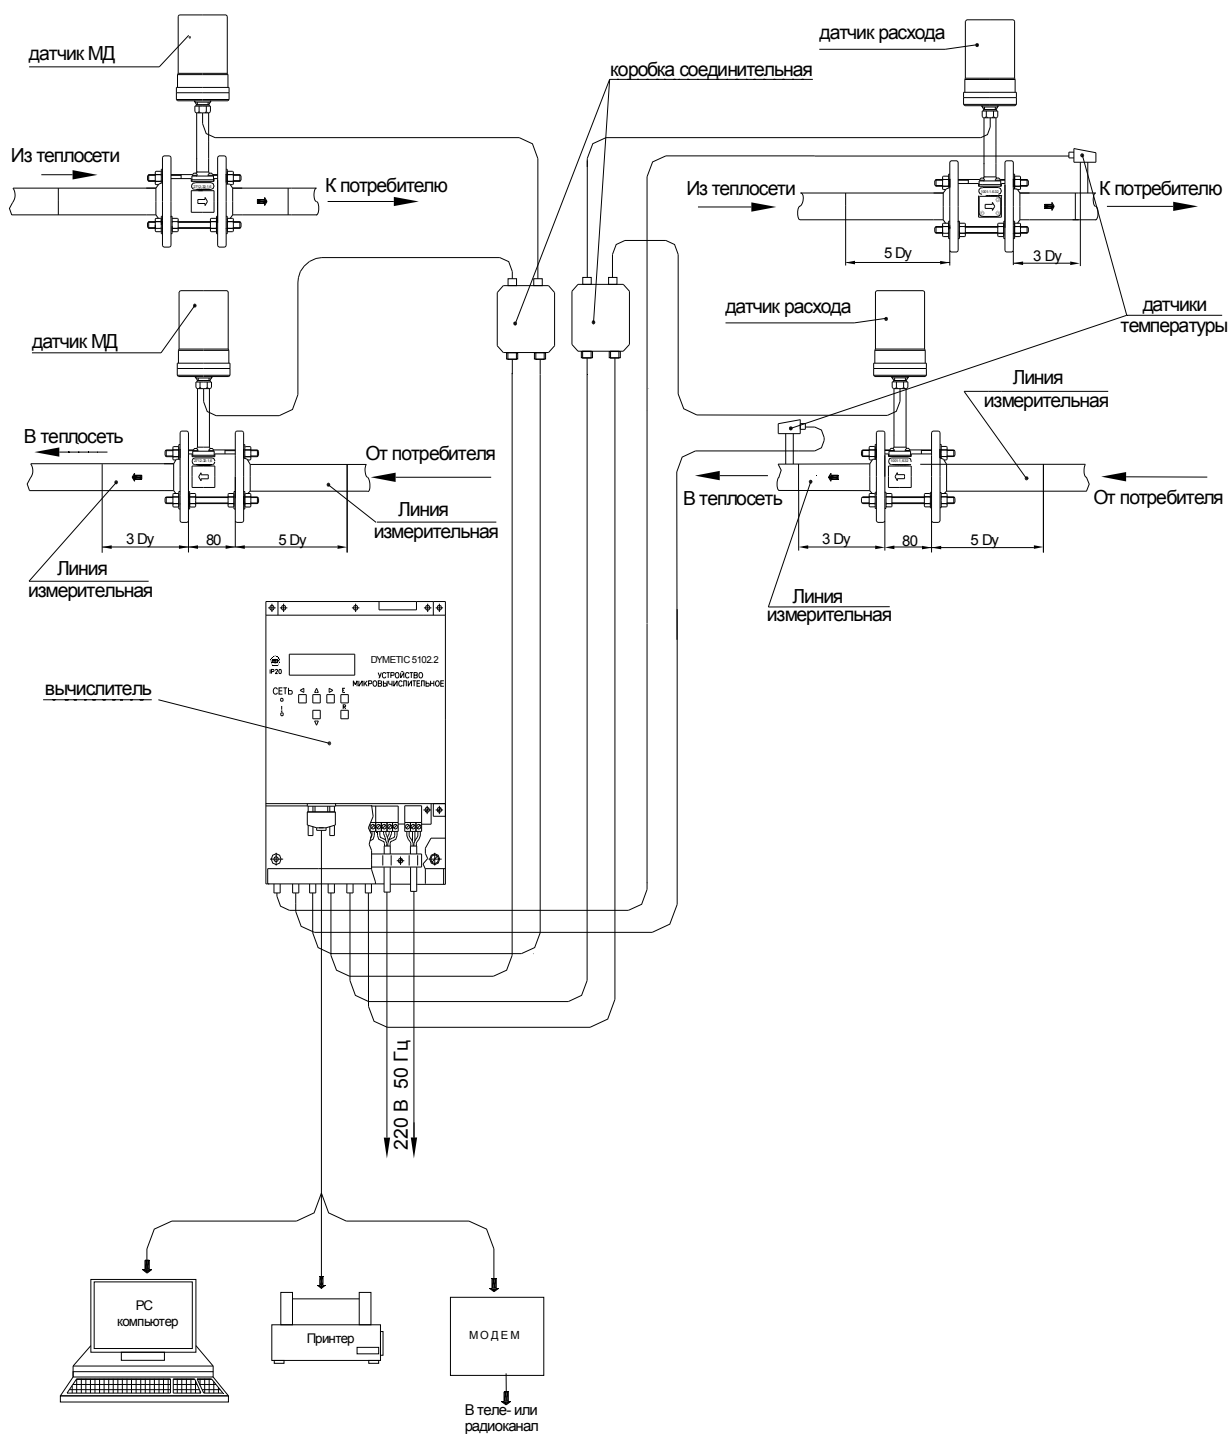 датчик МД
датчик расхода
коробка соединительная
Из теплосети
К потребителю
Из теплосети
К потребителю
5 Dy
3 Dy
датчик МД
датчик расхода
датчики
температуры
Линия
измерительная
В теплосеть
От потребителя
В теплосеть
От потребителя
Линия
измерительная
3 Dy
80
5 Dy
3 Dy
80
5 Dy
Линия
измерительная
Линия
измерительная
DYMETIC 5102.2
IP20
УСТРОЙСТВО
МИКРОВЫЧИСЛИТЕЛЬНОЕ
вычислитель
СЕТЬ
E
R
220 В 50 Гц
PC
компьютер
Принтер
МОДЕМ
В теле- или
радиоканал